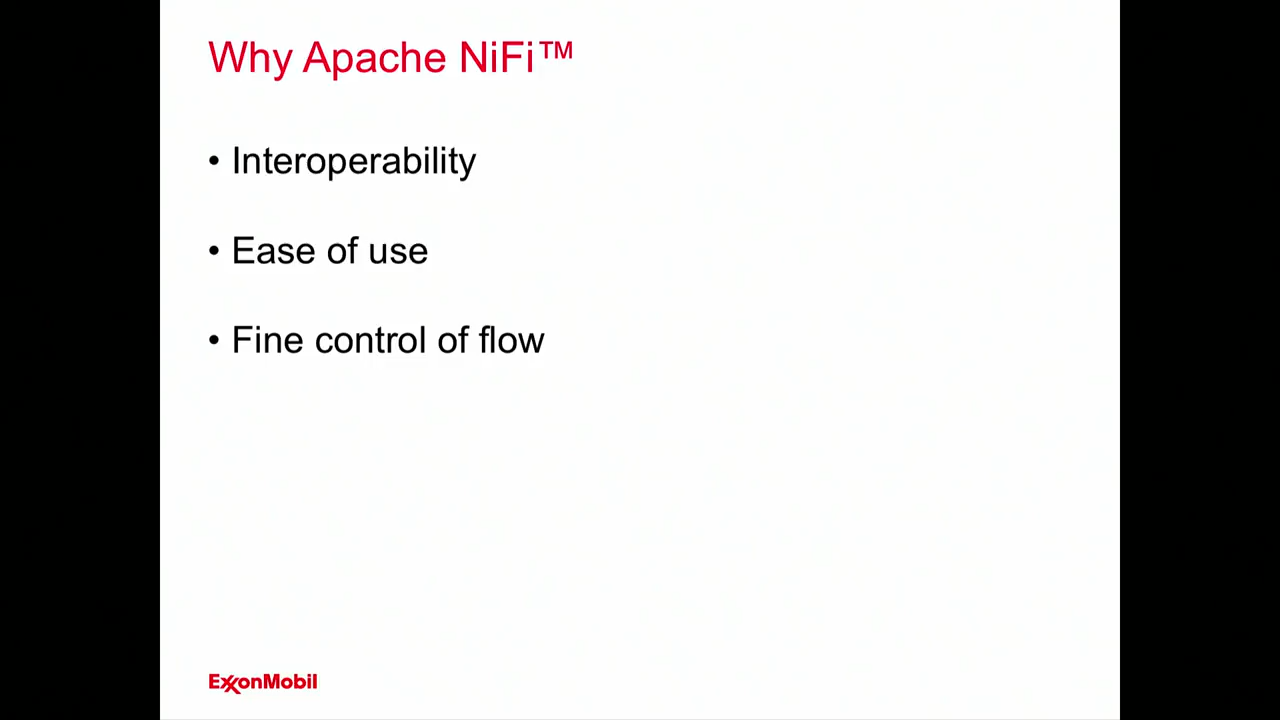 Why Apache NiFi™
• Interoperability
• Ease of use
• Fine control of flow
ExxonMobil